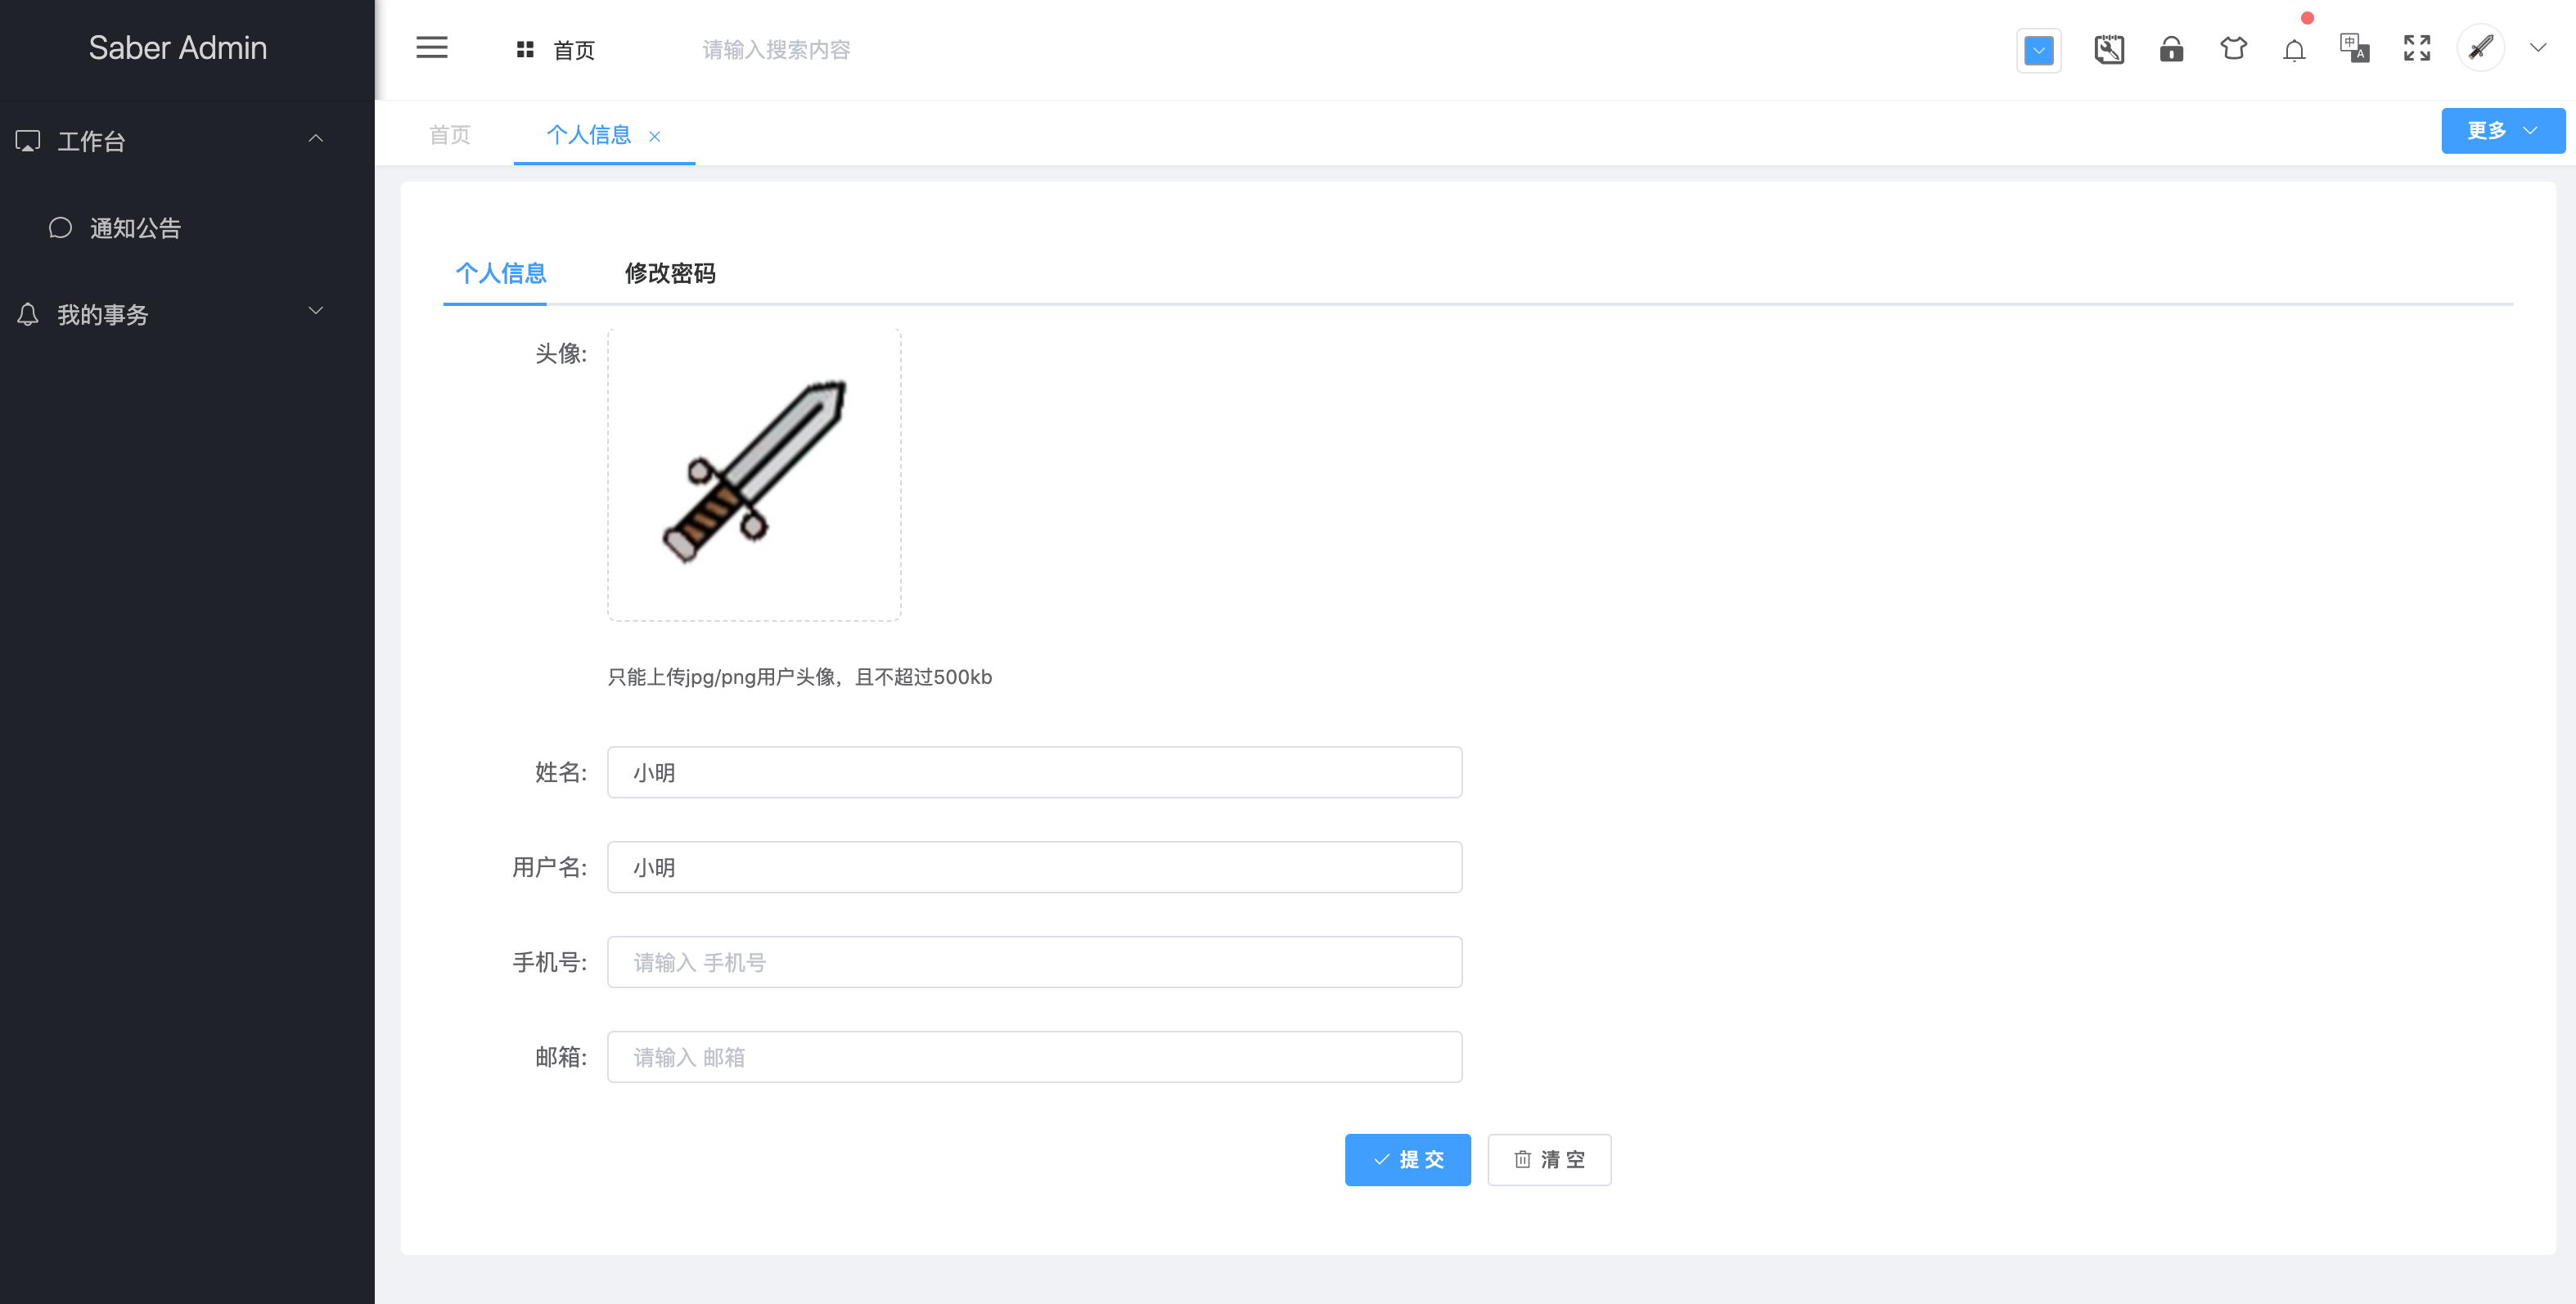 Saber Admin
首页
请输入搜索内容
中
A
工作台
通知公告
我的事务
首页
个人信息
更多
个人信息
修改密码
头像:
只能上传jpg/png用户头像，且不超过500kb
姓名:
小明
用户名:
小明
手机号:
请输入 手机号
邮箱:
请输入 邮箱
提 交
清 空